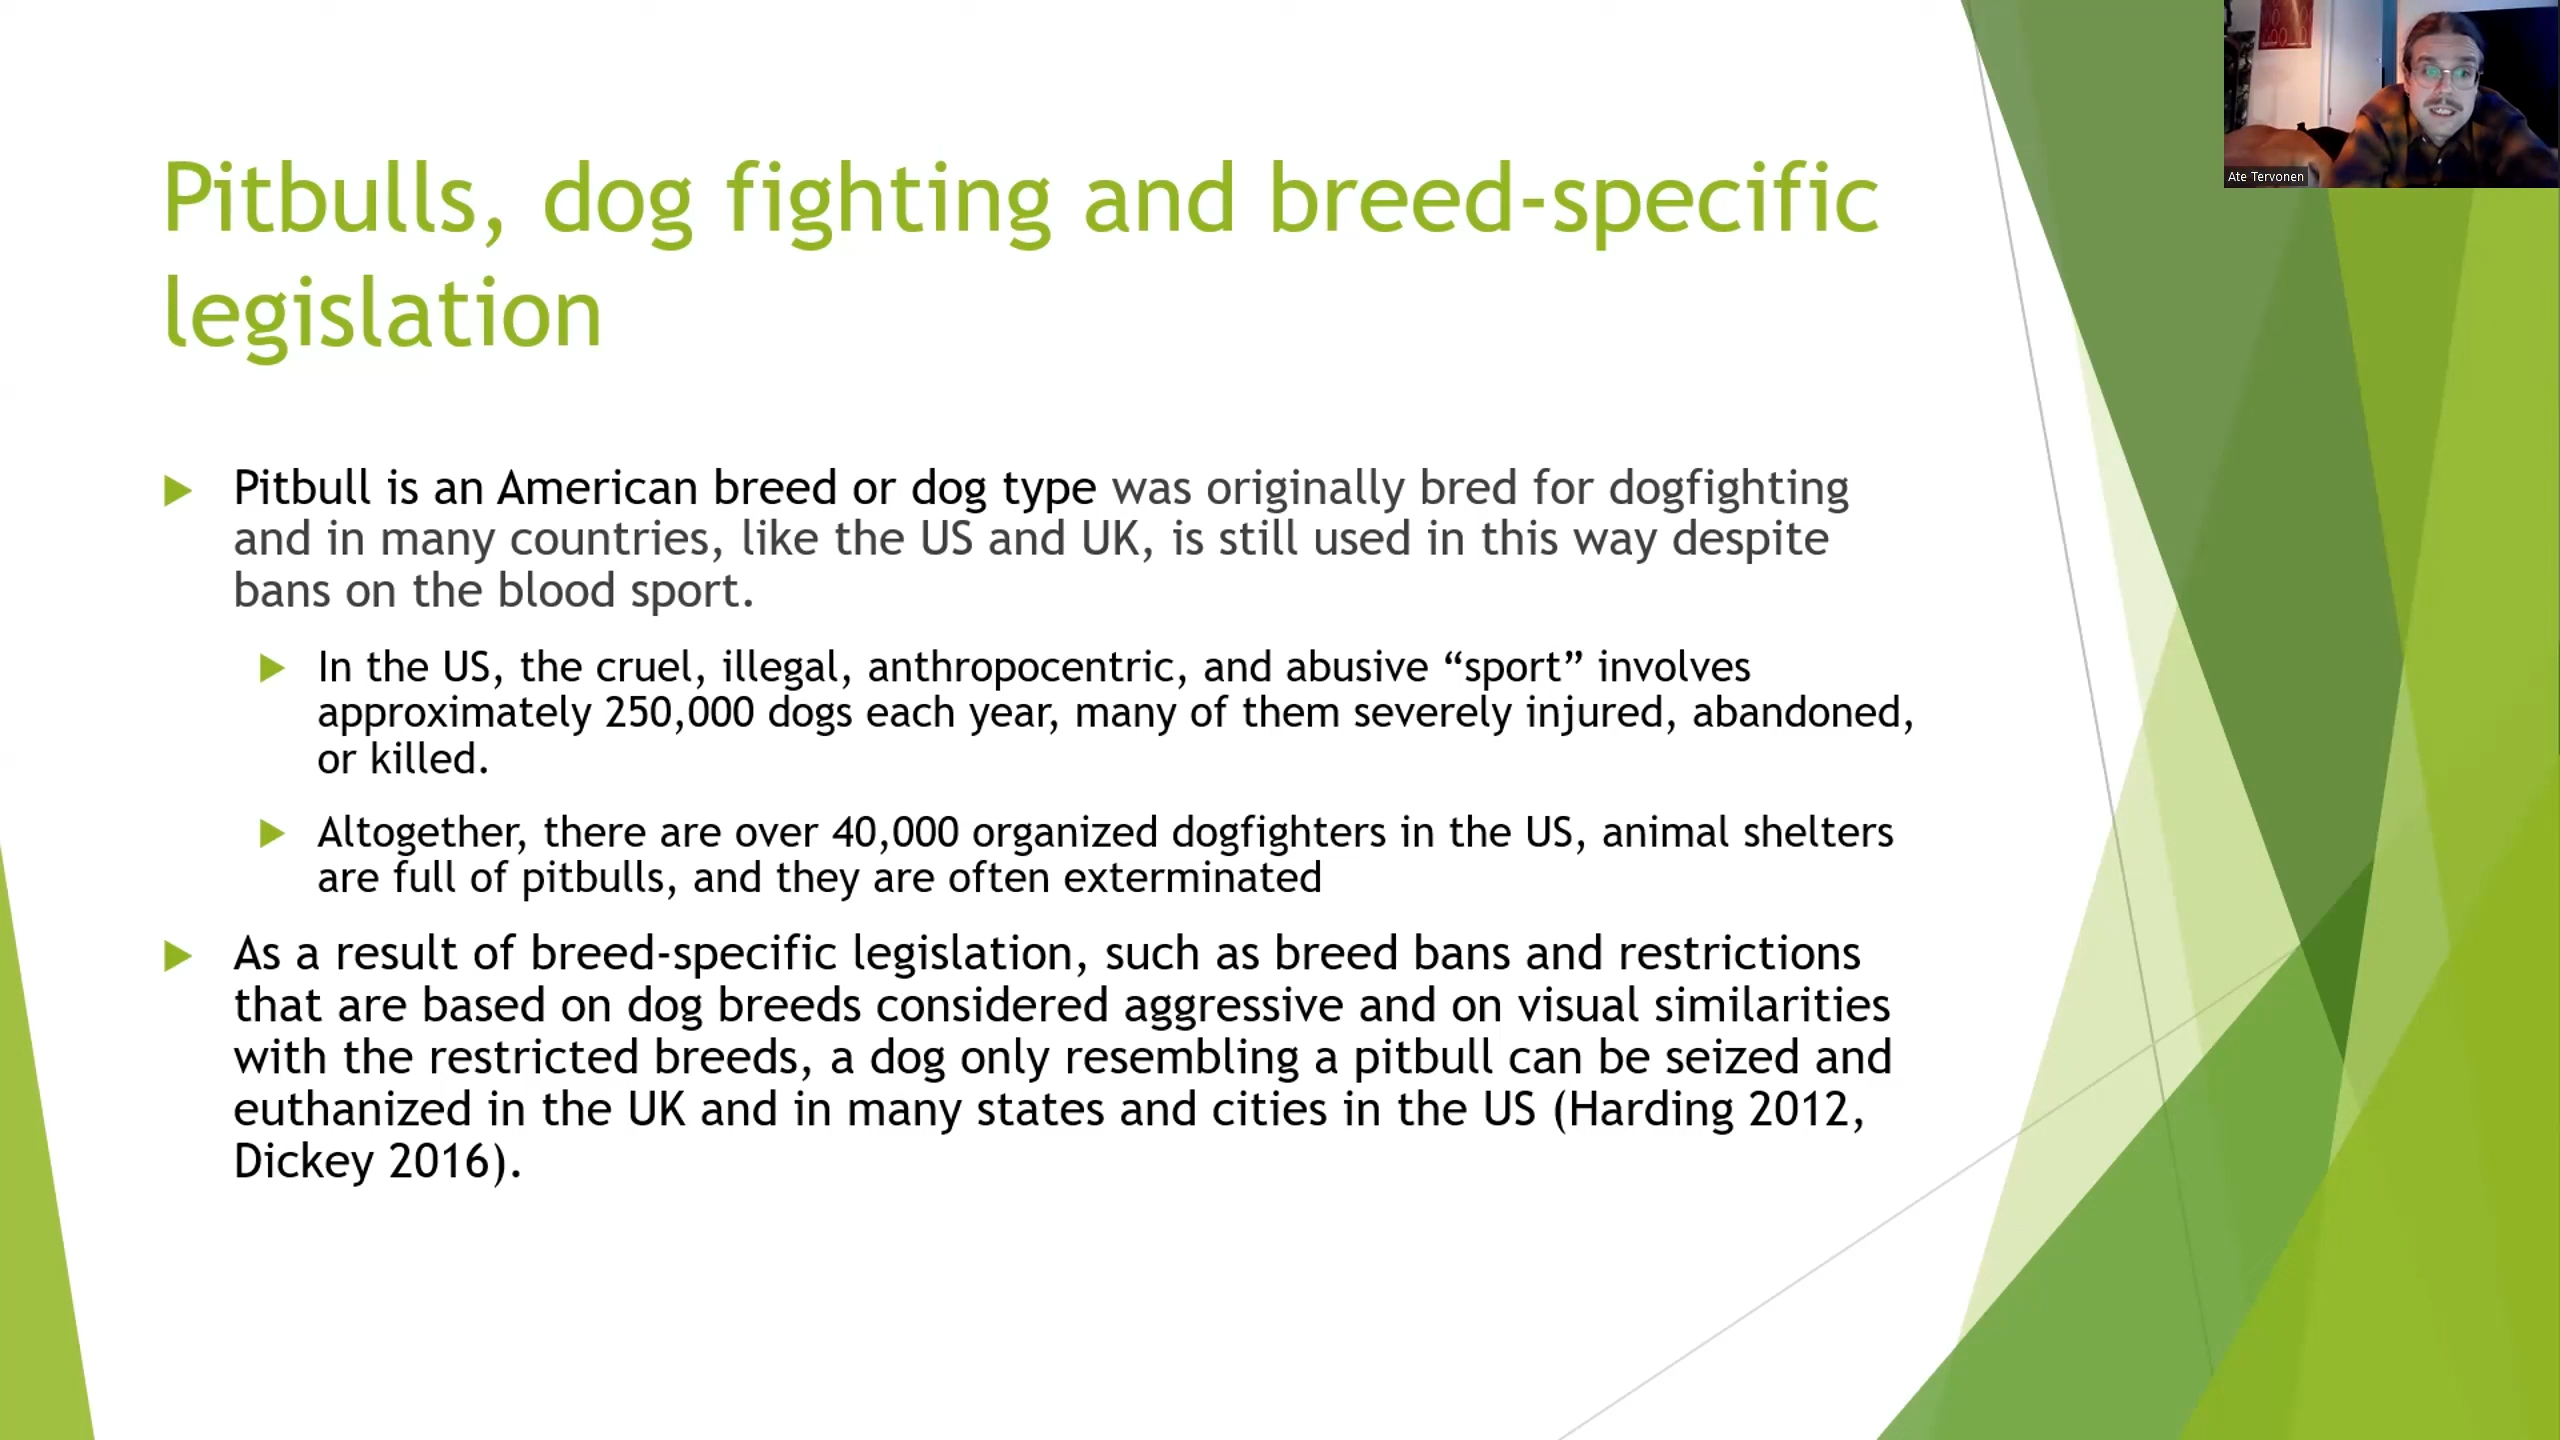 Ate Tervonen
Pitbulls, dog fighting and breed-specific
legislation
Pitbull is an American breed or dog type was originally bred for dogfighting
and in many countries, like the US and UK, is still used in this way despite
bans on the blood sport.
In the US, the cruel, illegal, anthropocentric, and abusive “sport” involves
approximately 250,000 dogs each year, many of them severely injured, abandoned,
or killed.
Altogether, there are over 40,000 organized dogfighters in the US, animal shelters
are full of pitbulls, and they are often exterminated
As a result of breed-specific legislation, such as breed bans and restrictions
that are based on dog breeds considered aggressive and on visual similarities
with the restricted breeds, a dog only resembling a pitbull can be seized and
euthanized in the UK and in many states and cities in the US (Harding 2012,
Dickey 2016).